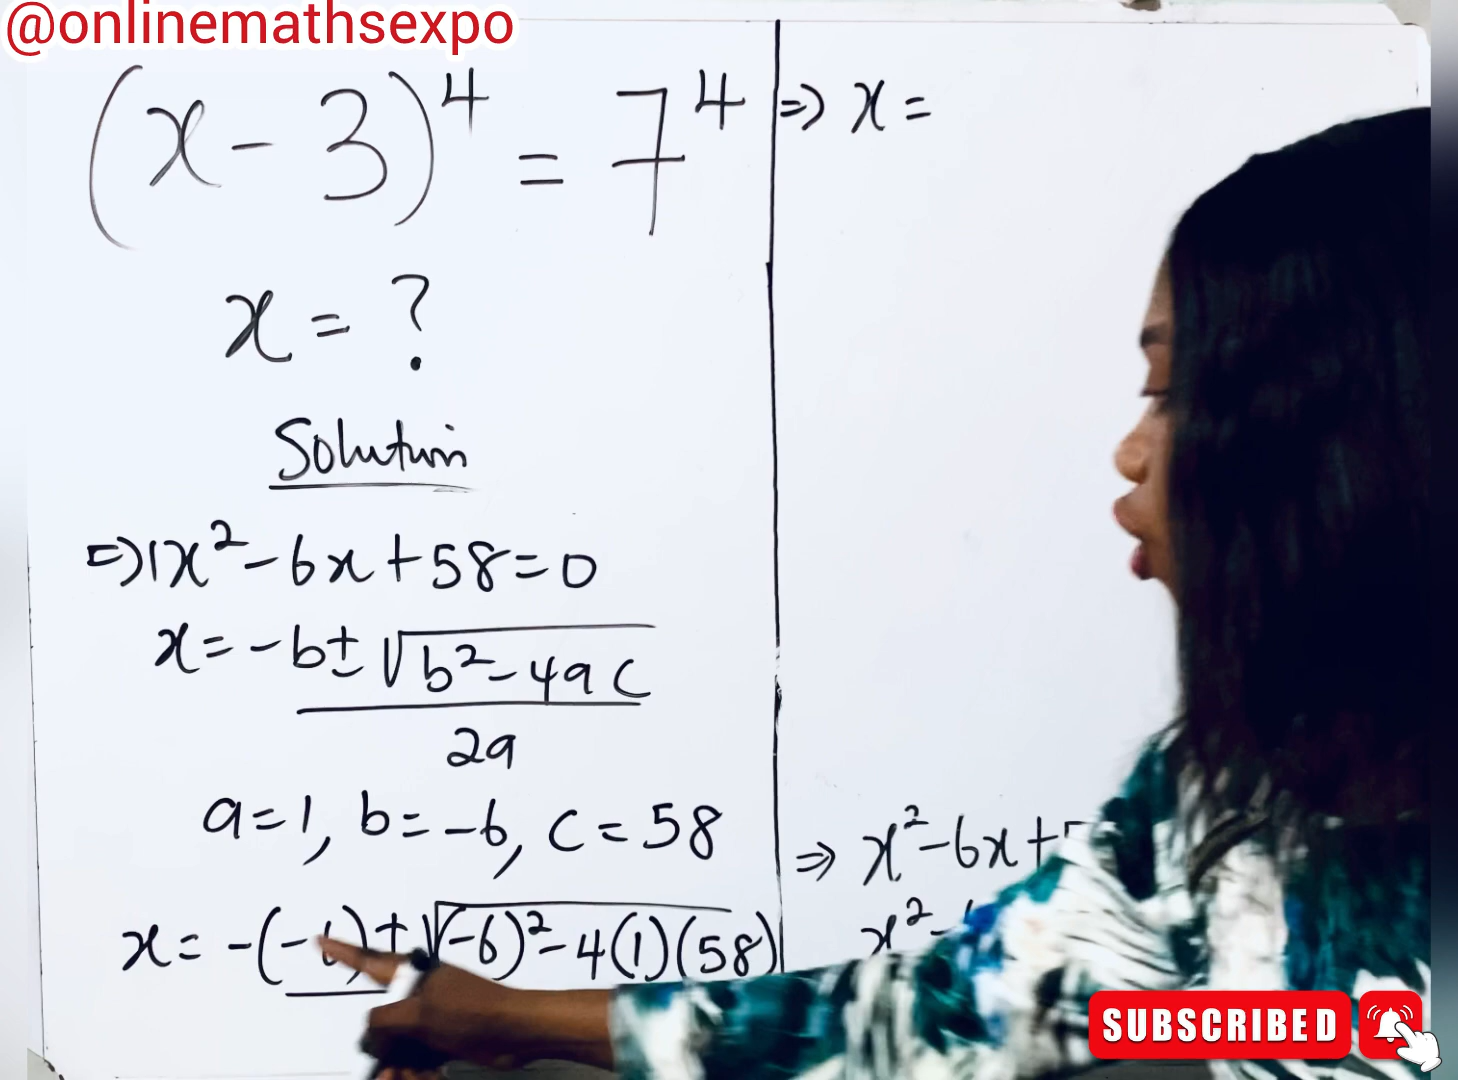 @onlinemathsexpo
(x-3)⁴ = 7⁴
x = ?
Solution
⇒1x²-6x+58=0
x = -b±√b²-4ac
2a
a=1, b=-6, c=58
x = -(-6)±√(-6)²-4(1)(58)
⇒ x =
⇒ x²-6x+
x²-
SUBSCRIBED